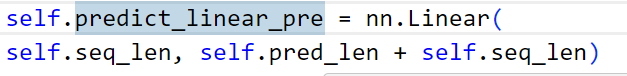 self.predict_linear_pre = nn.Linear(
self.seq_len, self.pred_len + self.seq_len)